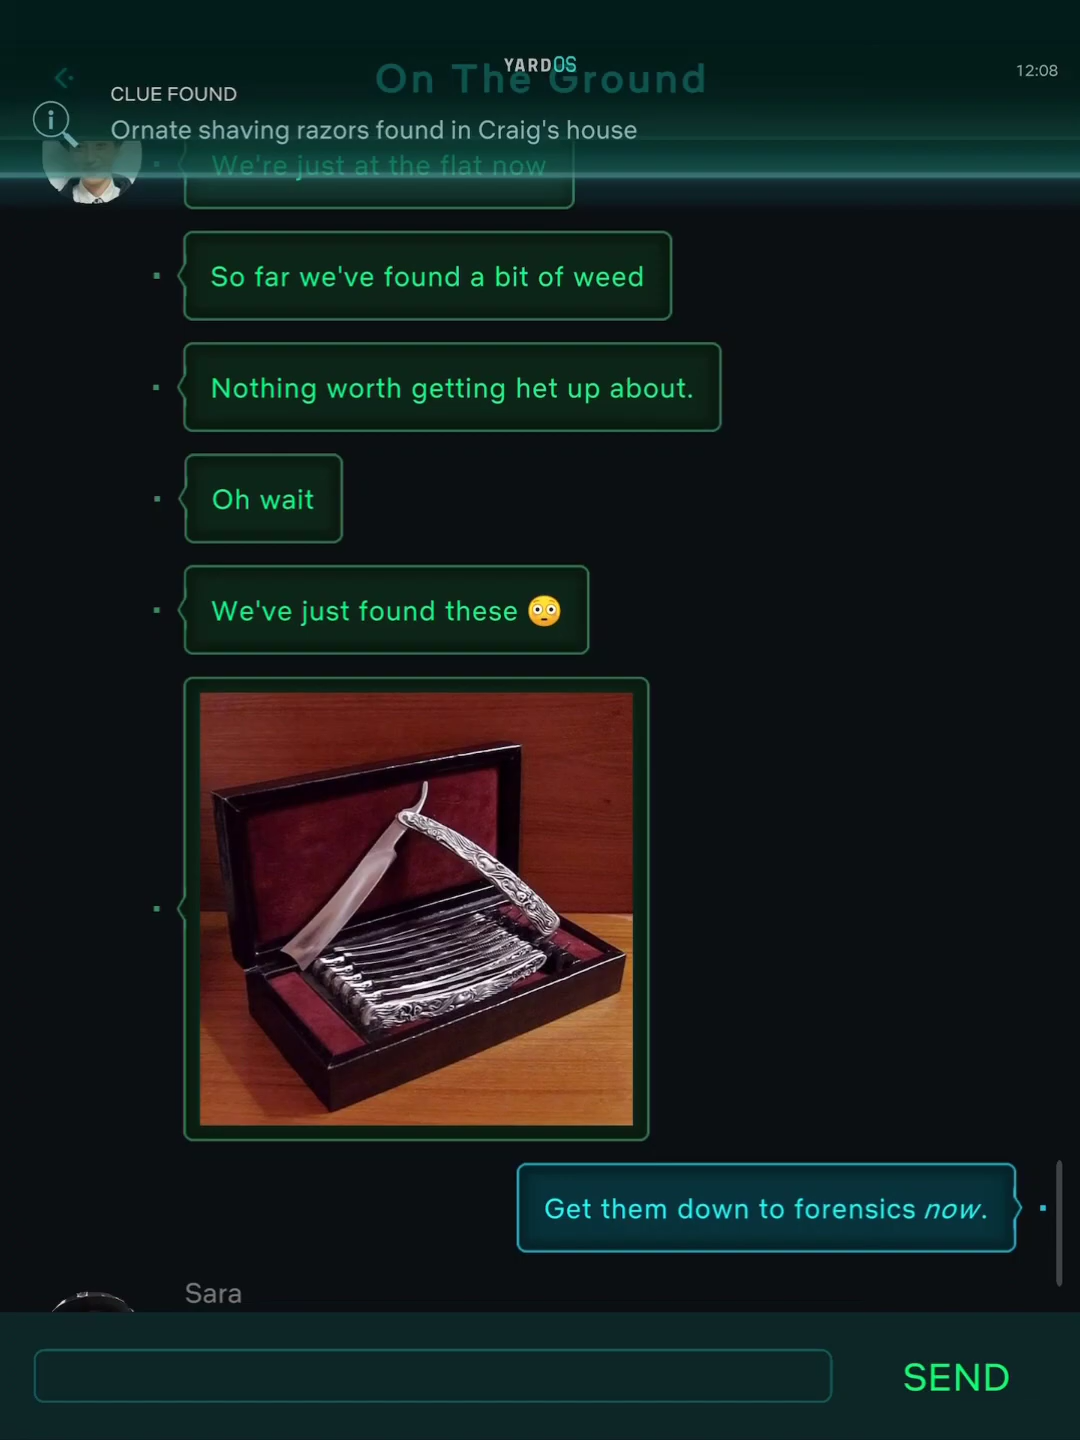 YARDOS
On The Ground
12:08
CLUE FOUND
Ornate shaving razors found in Craig's house
We're just at the flat now
So far we've found a bit of weed
Nothing worth getting het up about.
Oh wait
We've just found these 😳
Get them down to forensics now.
Sara
SEND